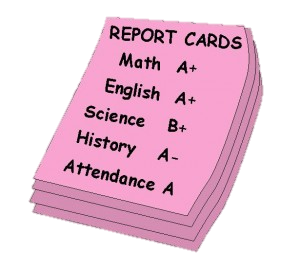 REPORT CARDS
Math A+
English A+
Science B+
History A-
Attendance A